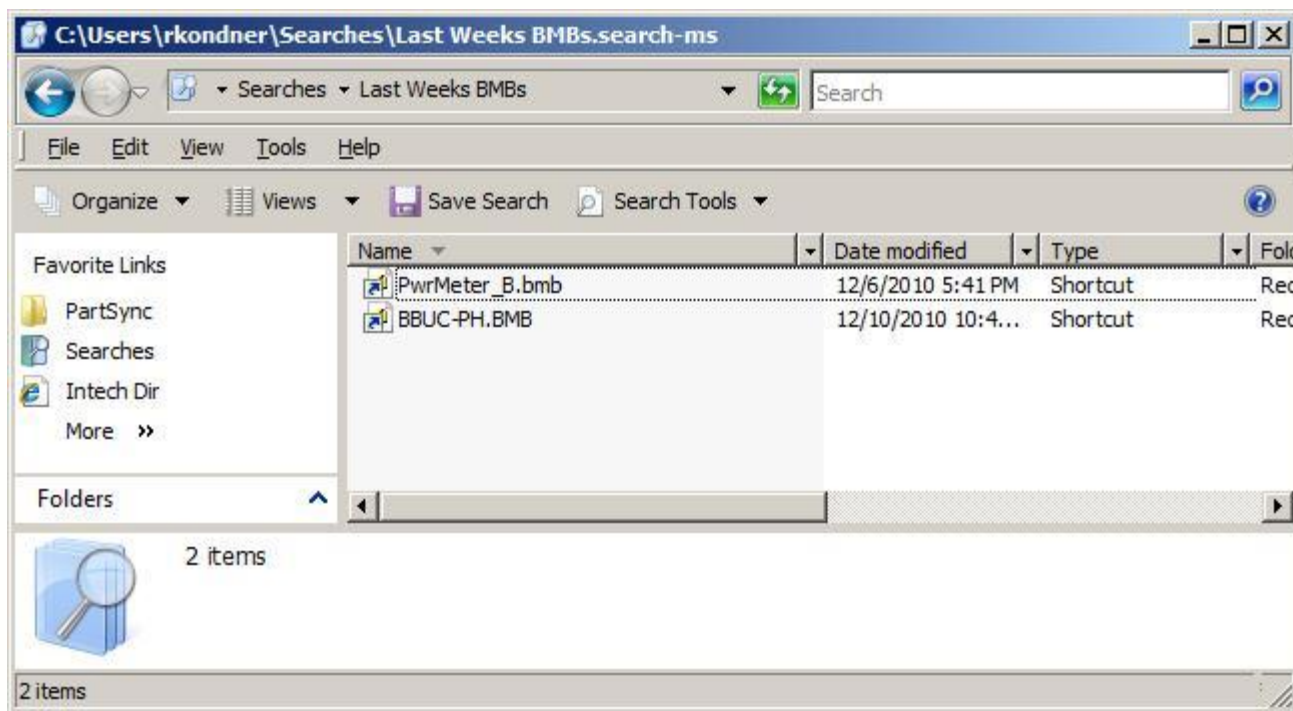 C:\Users\rkondner\Searches\Last Weeks BMBs.search-ms
Searches Last Weeks BMBs Search
File Edit View Tools Help
Organize Views Save Search Search Tools
Favorite Links
PartSync
Searches
Intech Dir
More »
Folders
Name Date modified Type Fold
PwrMeter_B.bmb 12/6/2010 5:41 PM Shortcut Rec
BBUC-PH.BMB 12/10/2010 10:4... Shortcut Rec
2 items
2 items